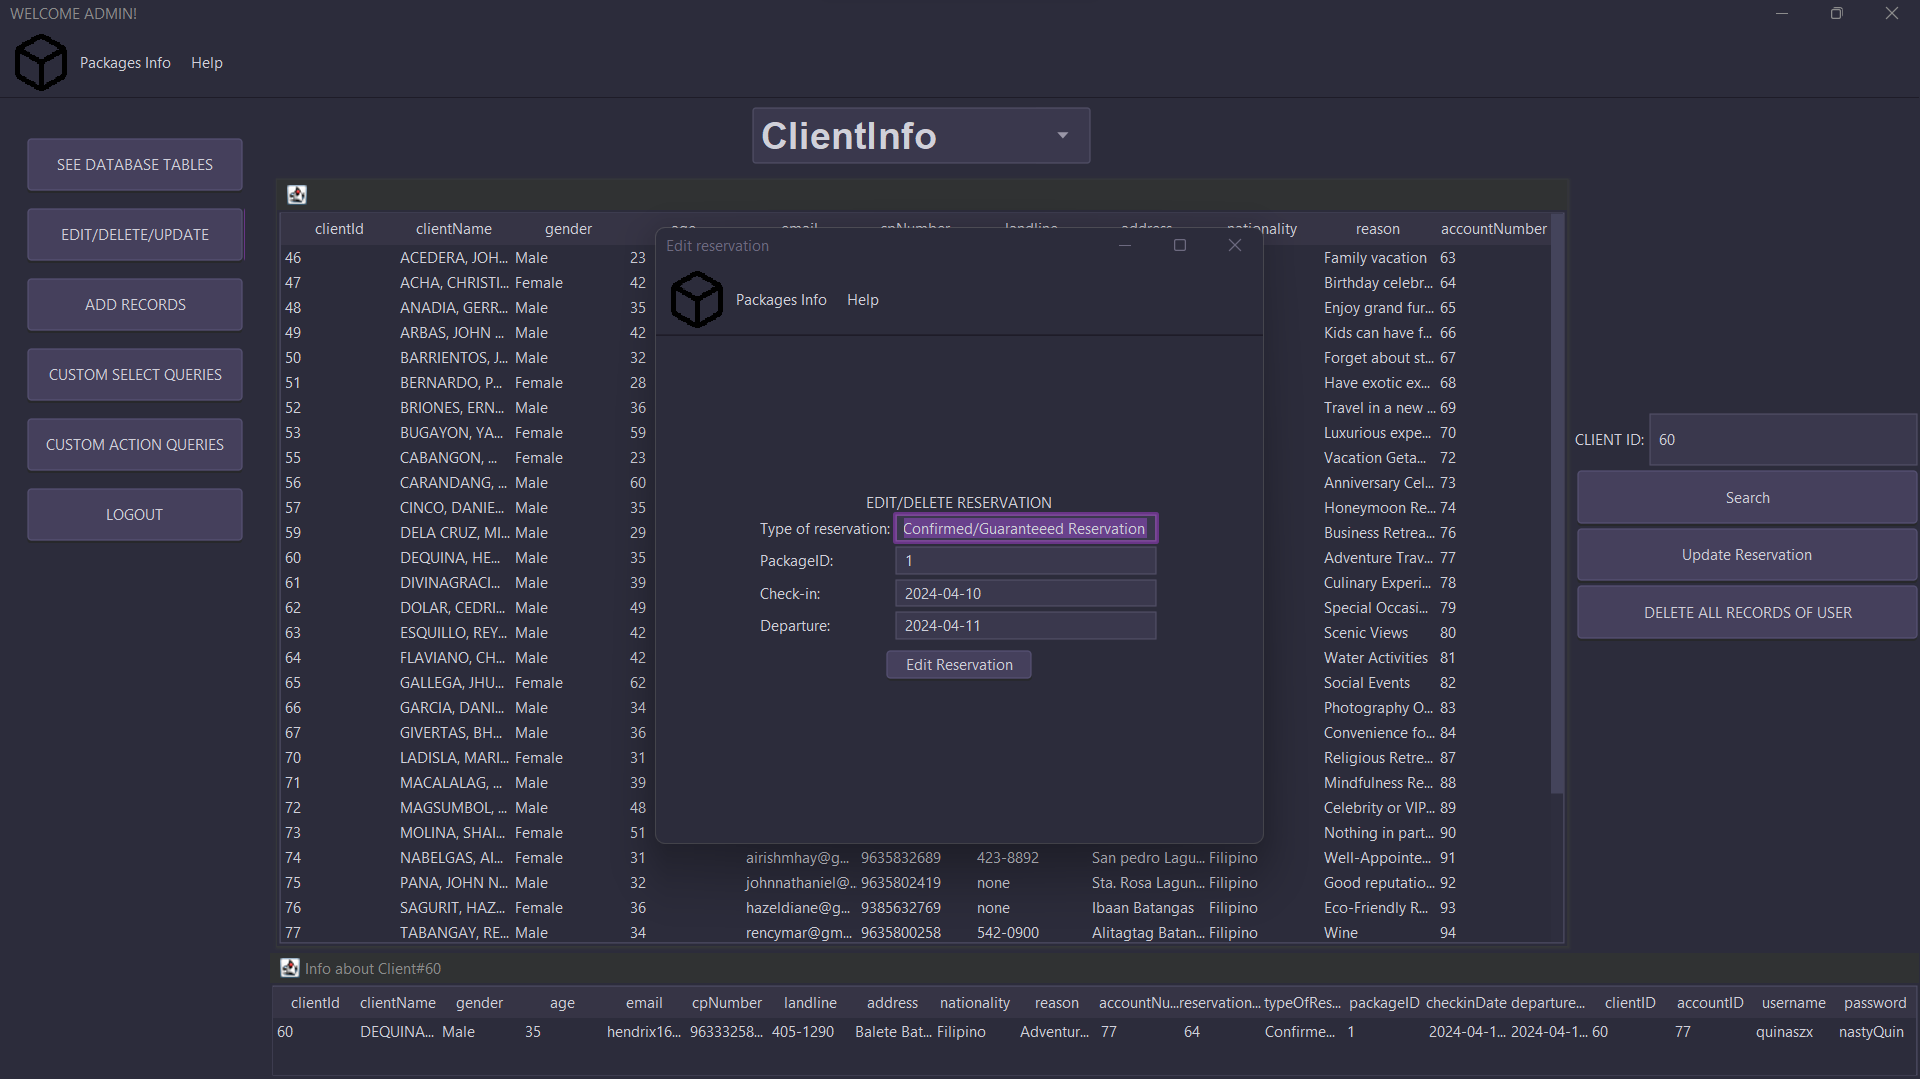 WELCOME ADMIN!
Packages Info Help
ClientInfo
SEE DATABASE TABLES
EDIT/DELETE/UPDATE
ADD RECORDS
CUSTOM SELECT QUERIES
CUSTOM ACTION QUERIES
LOGOUT
clientId clientName gender reason accountNumber
46 ACEDERA, JOH... Male 23 Family vacation 63
47 ACHA, CHRISTI... Female 42 Birthday celebr... 64
48 ANADIA, GERR... Male 35 Enjoy grand fur... 65
49 ARBAS, JOHN ... Male 42 Kids can have f... 66
50 BARRIENTOS, J... Male 32 Forget about st... 67
51 BERNARDO, P... Female 28 Have exotic ex... 68
52 BRIONES, ERN... Male 36 Travel in a new ... 69
53 BUGAYON, YA... Female 59 Luxurious expe... 70
55 CABANGON, ... Female 23 Vacation Geta... 72
56 CARANDANG, ... Male 60 Anniversary Cel... 73
57 CINCO, DANIE... Male 35 Honeymoon Re... 74
59 DELA CRUZ, MI... Male 29 Business Retrea... 76
60 DEQUINA, HE... Male 35 Adventure Trav... 77
61 DIVINAGRACI... Male 39 Culinary Experi... 78
62 DOLAR, CEDRI... Male 49 Special Occasi... 79
63 ESQUILLO, REY... Male 42 Scenic Views 80
64 FLAVIANO, CH... Male 42 Water Activities 81
65 GALLEGA, JHU... Female 62 Social Events 82
66 GARCIA, DANI... Male 34 Photography O... 83
67 GIVERTAS, BH... Male 36 Convenience fo... 84
70 LADISLA, MARI... Female 31 Religious Retre... 87
71 MACALALAG, ... Male 39 Mindfulness Re... 88
72 MAGSUMBOL, ... Male 48 Celebrity or VIP... 89
73 MOLINA, SHAI... Female 51 Nothing in part... 90
74 NABELGAS, AI... Female 31 airishmhay@g... 9635832689 423-8892 San pedro Lagu... Filipino Well-Appointe... 91
75 PANA, JOHN N... Male 32 johnnathaniel@.. 9635802419 none Sta. Rosa Lagun... Filipino Good reputatio... 92
76 SAGURIT, HAZ... Female 36 hazeldiane@g... 9385632769 none Ibaan Batangas Filipino Eco-Friendly R... 93
77 TABANGAY, RE... Male 34 rencymar@gm... 9635800258 542-0900 Alitagtag Batan... Filipino Wine 94
Edit reservation
Packages Info Help
EDIT/DELETE RESERVATION
Type of reservation: Confirmed/Guaranteeed Reservation
PackageID: 1
Check-in: 2024-04-10
Departure: 2024-04-11
Edit Reservation
CLIENT ID: 60
Search
Update Reservation
DELETE ALL RECORDS OF USER
Info about Client#60
clientId clientName gender age email cpNumber landline address nationality reason accountNu... reservation... typeOfRes... packageID checkinDate departure... clientID accountID username password
60 DEQUINA... Male 35 hendrix16... 96333258... 405-1290 Balete Bat... Filipino Adventur... 77 64 Confirme... 1 2024-04-1... 2024-04-1... 60 77 quinaszx nastyQuin